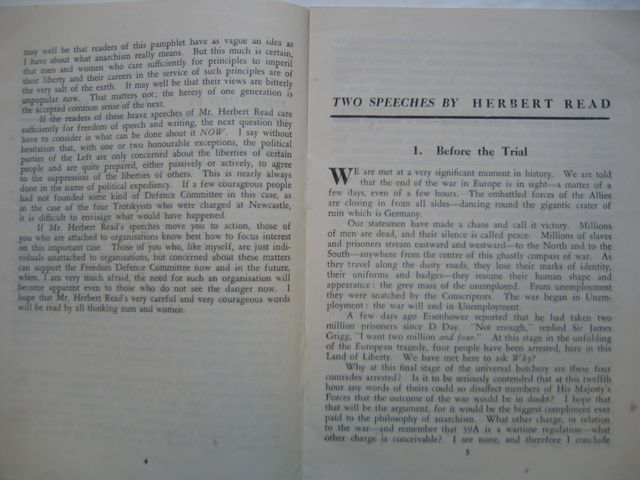 may well be that readers of this pamphlet have as vague an idea as
I have about what anarchism really means. But this much is certain,
that men and women who care sufficiently for principles to imperil
their liberty and their careers in the service of such principles are of
the very salt of the earth. It may well be that their views are bitterly
unpopular now. That matters not; the heresy of one generation is
the accepted common sense of the next.
If the readers of these brave speeches of Mr. Herbert Read care
sufficiently for freedom of speech and writing, the next question they
have to consider is what can be done about it NOW. I say without
hesitation that, with one or two honourable exceptions, the political
parties of the Left are only concerned about the liberties of certain
people and are quite prepared, either passively or actively, to agree
to the suppression of the liberties of others. This is nearly always
done in the name of political expediency. If a few courageous people
had not founded some kind of Defence Committee in this case, as
in the case of the four Trotskyists who were charged at Newcastle,
it is difficult to envisage what would have happened.
If Mr. Herbert Read's speeches move you to action, those of
you who are attached to organisations know best how to focus interest
on this important case. Those of you who, like myself, are just indi-
viduals unattached to organisations, but concerned about these matters
can support the Freedom Defence Committee now and in the future,
when, I am very much afraid, the need for such an organisation will
become apparent even to those who do not see the danger now. I
hope that Mr. Herbert Read's very careful and very courageous words
will be read by all thinking men and women.
4
TWO SPEECHES BY HERBERT READ
1. Before the Trial
WE are met at a very significant moment in history. We are told
that the end of the war in Europe is in sight—a matter of a
few days, even of a few hours. The embattled forces of the Allies
are closing in from all sides—dancing round the gigantic crater of
ruin which is Germany.
Our statesmen have made a chaos and call it victory. Millions
of men are dead, and their silence is called peace. Millions of slaves
and prisoners stream eastward and westward—to the North and to the
South—anywhere from the centre of this ghastly compass of war. As
they travel along the dusty roads, they lose their marks of identity,
their uniforms and badges—they resume their human shape and
appearance: the grey mass of the unemployed. From unemployment
they were snatched by the Conscriptors. The war began in Unem-
ployment: the war will end in Unemployment.
A few days ago Eisenhower reported that he had taken two
million prisoners since D Day. "Not enough," replied Sir James
Grigg, "I want two million and four." At this stage in the unfolding
of the European tragedy, four people have been arrested, here in this
Land of Liberty. We have met here to ask Why?
Why at this final stage of the universal butchery are these four
comrades arrested? Is it to be seriously contended that at this twelfth
hour any words of theirs could so disaffect members of His Majesty's
Forces that the outcome of the war would be in doubt? I hope that
that will be the argument, for it would be the biggest compliment ever
paid to the philosophy of anarchism. What other charge, in relation
to the war—and remember that 39A is a wartime regulation—what
other charge is conceivable? I see none, and therefore I conclude
5